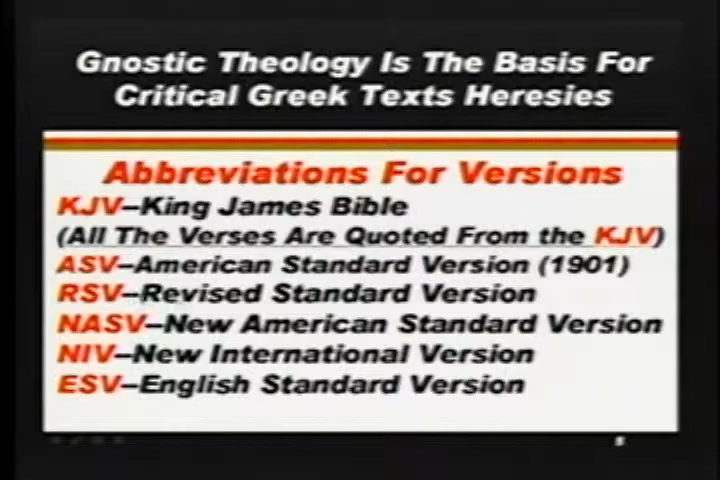 Gnostic Theology Is The Basis For
Critical Greek Texts Heresies
Abbreviations For Versions
KJV–King James Bible
(All The Verses Are Quoted From the KJV)
ASV–American Standard Version (1901)
RSV–Revised Standard Version
NASV–New American Standard Version
NIV–New International Version
ESV–English Standard Version